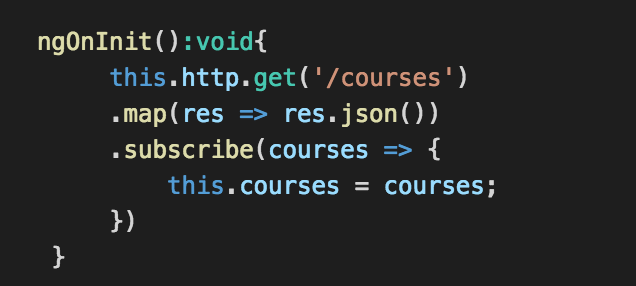 ngOnInit():void{
this.http.get('/courses')
.map(res => res.json())
.subscribe(courses => {
this.courses = courses;
})
}